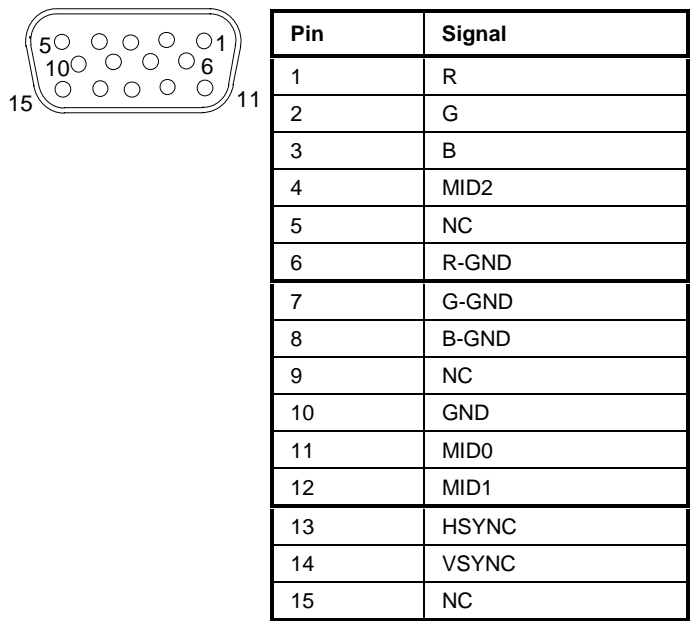 5 1
10 6
15 11
Pin Signal
1 R
2 G
3 B
4 MID2
5 NC
6 R-GND
7 G-GND
8 B-GND
9 NC
10 GND
11 MID0
12 MID1
13 HSYNC
14 VSYNC
15 NC